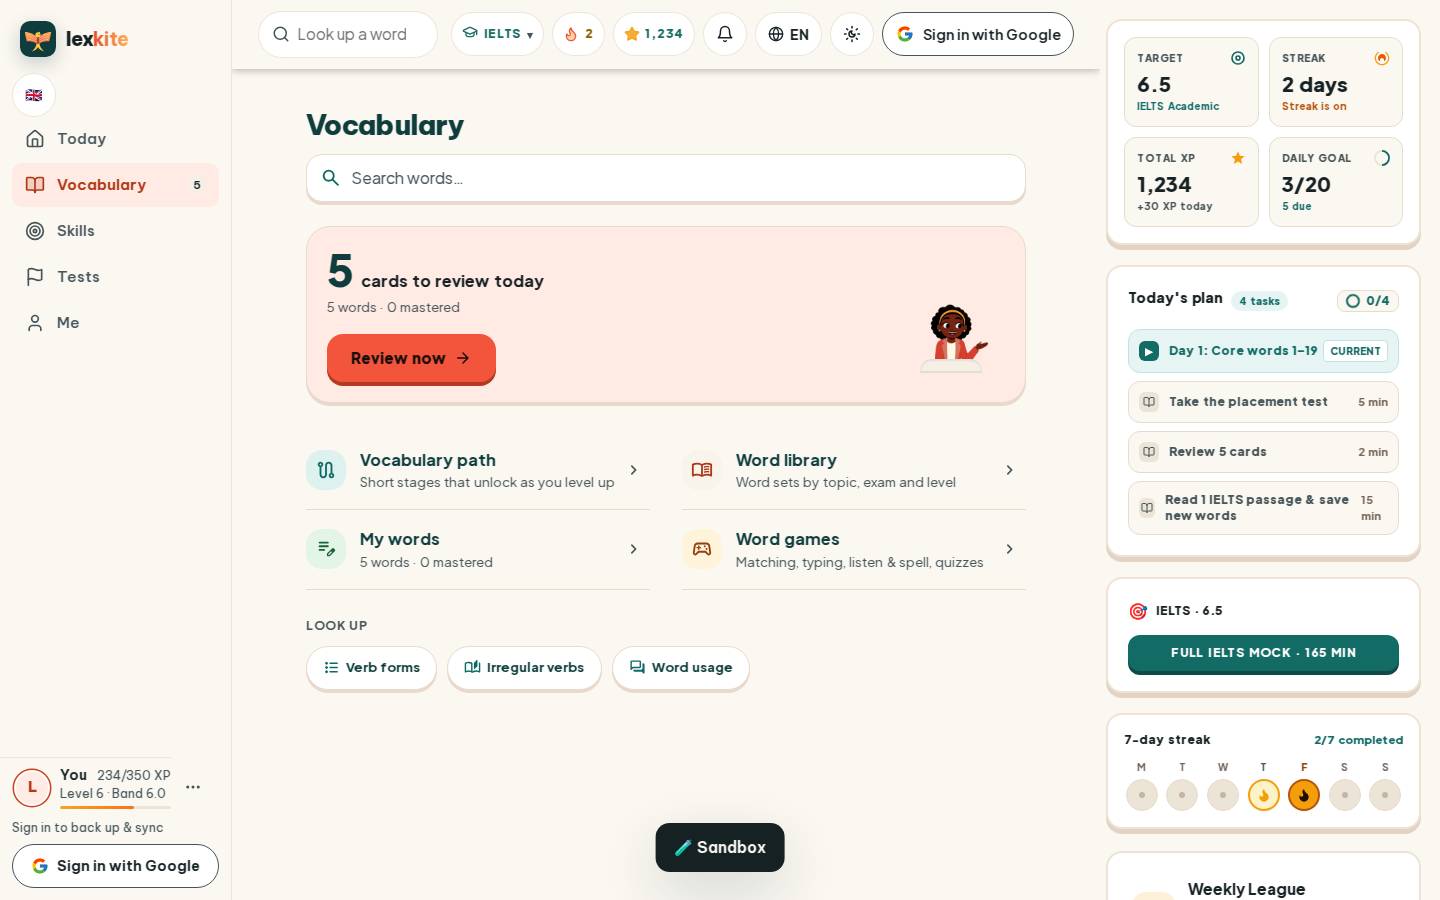 lexkite
Today
Vocabulary 5
Skills
Tests
Me
You 234/350 XP
Level 6 · Band 6.0
Sign in to back up & sync
Sign in with Google
Look up a word
IELTS ▾
2
1,234
EN
Sign in with Google
Vocabulary
Search words...
5 cards to review today
5 words · 0 mastered
Review now →
Vocabulary path
Short stages that unlock as you level up
Word library
Word sets by topic, exam and level
My words
5 words · 0 mastered
Word games
Matching, typing, listen & spell, quizzes
LOOK UP
Verb forms
Irregular verbs
Word usage
Sandbox
TARGET
6.5
IELTS Academic
STREAK
2 days
Streak is on
TOTAL XP
1,234
+30 XP today
DAILY GOAL
3/20
5 due
Today's plan 4 tasks 0/4
Day 1: Core words 1–19 CURRENT
Take the placement test 5 min
Review 5 cards 2 min
Read 1 IELTS passage & save
new words
15
min
IELTS · 6.5
FULL IELTS MOCK · 165 MIN
7-day streak 2/7 completed
M T W T F S S
Weekly League
L